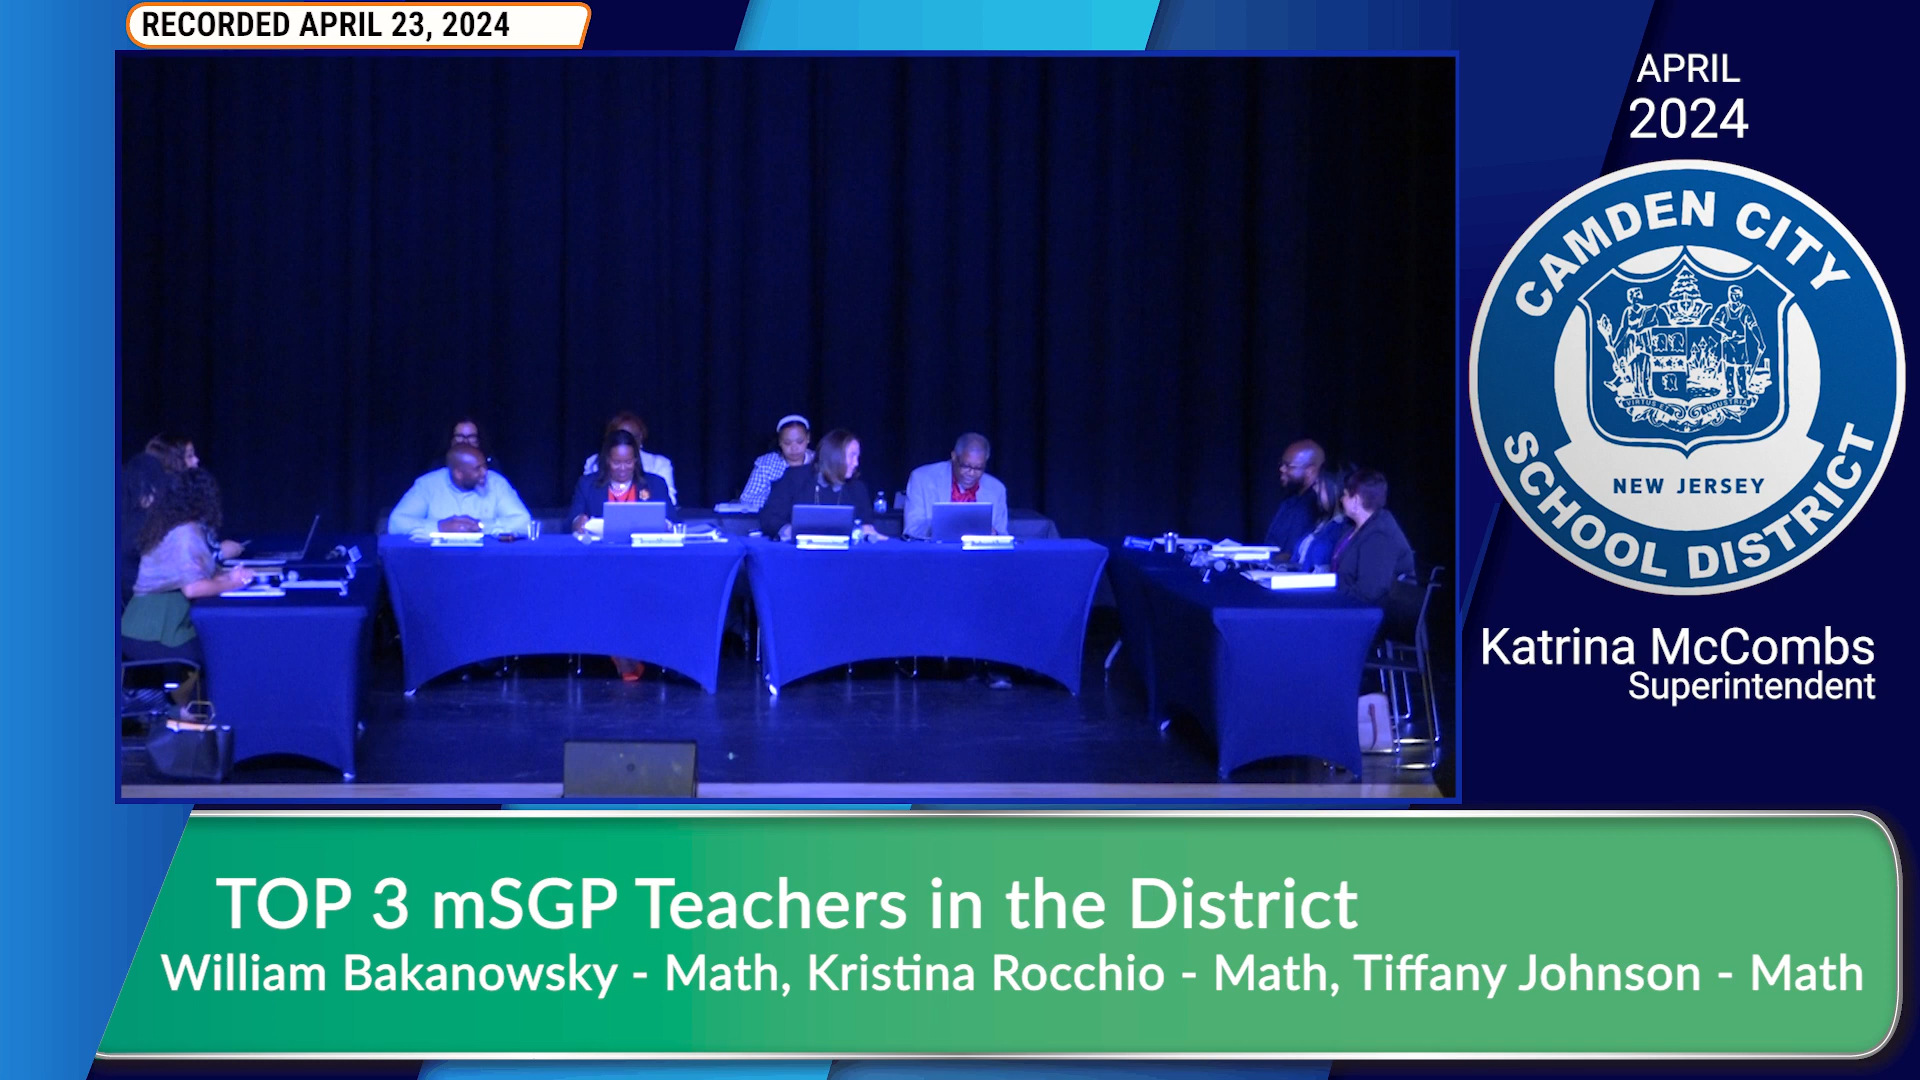 RECORDED APRIL 23, 2024
APRIL
2024
CAMDEN CITY
NEW JERSEY
SCHOOL DISTRICT
Katrina McCombs
Superintendent
TOP 3 mSGP Teachers in the District
William Bakanowsky - Math, Kristina Rocchio - Math, Tiffany Johnson - Math